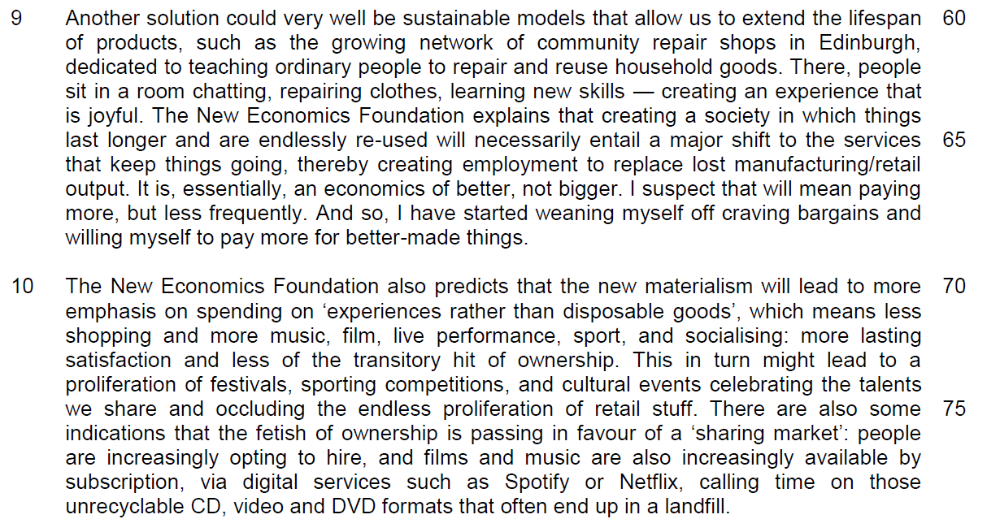 9 Another solution could very well be sustainable models that allow us to extend the lifespan 60
of products, such as the growing network of community repair shops in Edinburgh,
dedicated to teaching ordinary people to repair and reuse household goods. There, people
sit in a room chatting, repairing clothes, learning new skills — creating an experience that
is joyful. The New Economics Foundation explains that creating a society in which things
last longer and are endlessly re-used will necessarily entail a major shift to the services 65
that keep things going, thereby creating employment to replace lost manufacturing/retail
output. It is, essentially, an economics of better, not bigger. I suspect that will mean paying
more, but less frequently. And so, I have started weaning myself off craving bargains and
willing myself to pay more for better-made things.
10 The New Economics Foundation also predicts that the new materialism will lead to more 70
emphasis on spending on ‘experiences rather than disposable goods’, which means less
shopping and more music, film, live performance, sport, and socialising: more lasting
satisfaction and less of the transitory hit of ownership. This in turn might lead to a
proliferation of festivals, sporting competitions, and cultural events celebrating the talents
we share and occluding the endless proliferation of retail stuff. There are also some 75
indications that the fetish of ownership is passing in favour of a ‘sharing market’: people
are increasingly opting to hire, and films and music are also increasingly available by
subscription, via digital services such as Spotify or Netflix, calling time on those
unrecyclable CD, video and DVD formats that often end up in a landfill.